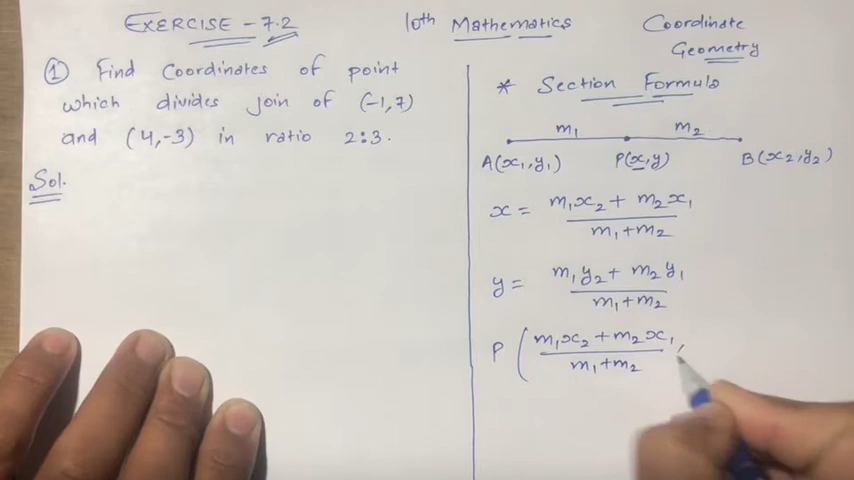 EXERCISE - 7.2
10th Mathematics
Coordinate
Geometry
① Find Coordinates of point
which divides join of (-1,7)
and (4,-3) in ratio 2:3.
Sol.
* Section Formula
m₁ m₂
A(x₁,y₁) P(x,y) B(x₂,y₂)
x = m₁x₂ + m₂x₁ / m₁+m₂
y = m₁y₂ + m₂y₁ / m₁+m₂
P ( m₁x₂ + m₂x₁ / m₁+m₂ ,